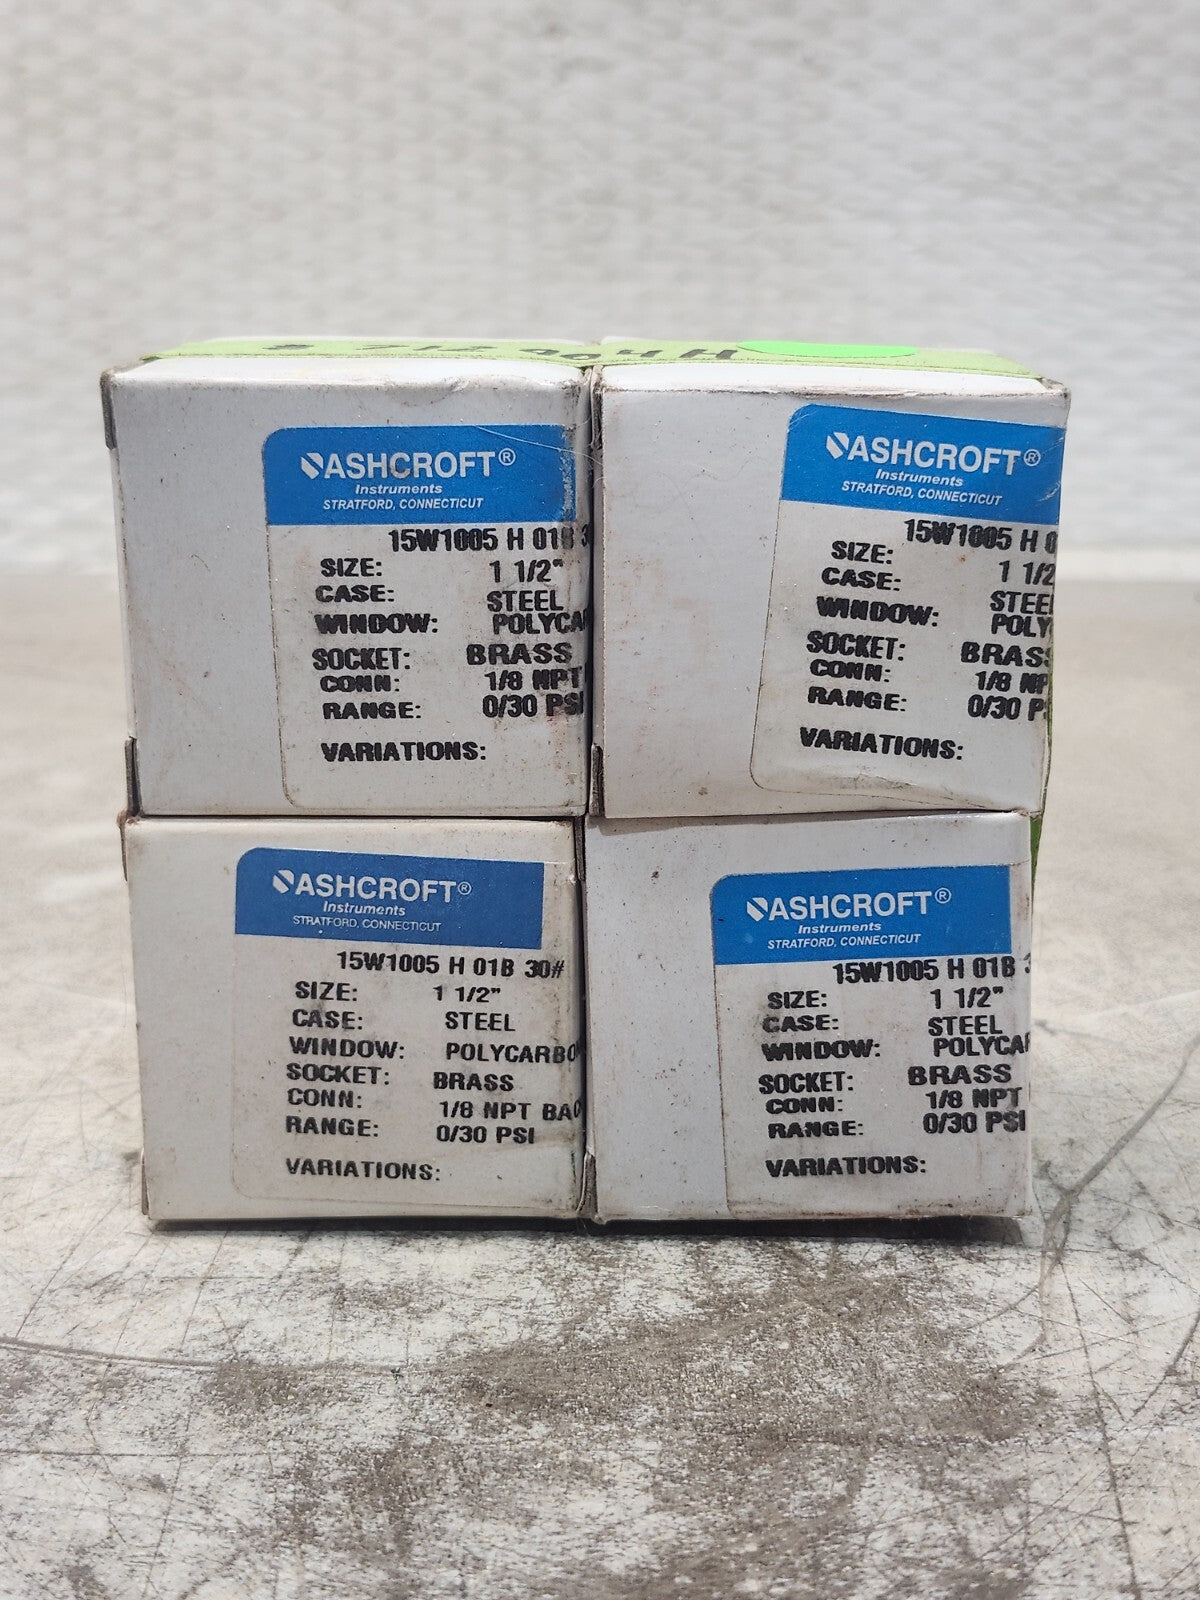 ASHCROFT®
Instruments
STRATFORD, CONNECTICUT
15W1005 H 01B 3
SIZE: 1 1/2"
CASE: STEEL
WINDOW: POLYCA
SOCKET: BRASS
CONN: 1/8 NPT
RANGE: 0/30 PSI
VARIATIONS:
ASHCROFT®
Instruments
STRATFORD, CONNECTICUT
15W1005 H 0
SIZE: 1 1/2
CASE: STEEL
WINDOW: POLY
SOCKET: BRASS
CONN: 1/8 NP
RANGE: 0/30 P
VARIATIONS:
ASHCROFT®
Instruments
STRATFORD, CONNECTICUT
15W1005 H 01B 30#
SIZE: 1 1/2"
CASE: STEEL
WINDOW: POLYCARBO
SOCKET: BRASS
CONN: 1/8 NPT BAC
RANGE: 0/30 PSI
VARIATIONS:
ASHCROFT®
Instruments
STRATFORD, CONNECTICUT
15W1005 H 01B 3
SIZE: 1 1/2"
CASE: STEEL
WINDOW: POLYCA
SOCKET: BRASS
CONN: 1/8 NPT
RANGE: 0/30 PSI
VARIATIONS: